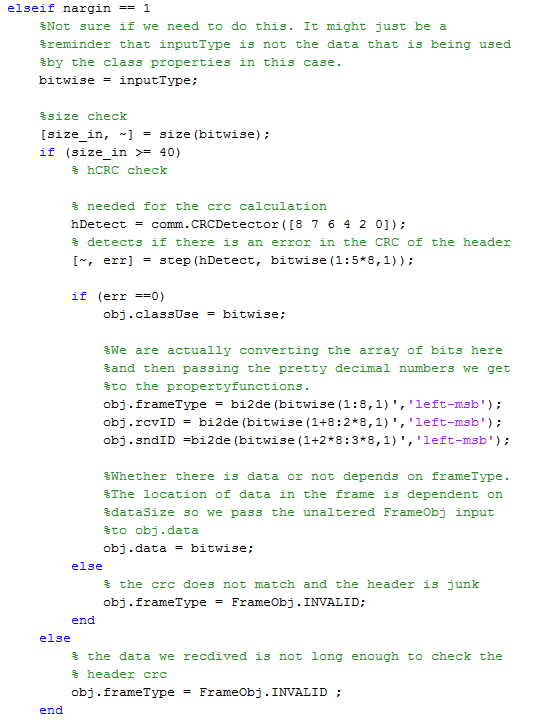 elseif nargin == 1
%Not sure if we need to do this. It might just be a
%reminder that inputType is not the data that is being used
%by the class properties in this case.
bitwise = inputType;
%size check
[size_in, ~] = size(bitwise);
if (size_in >= 40)
% hCRC check
% needed for the crc calculation
hDetect = comm.CRCDetector([8 7 6 4 2 0]);
% detects if there is an error in the CRC of the header
[~, err] = step(hDetect, bitwise(1:5*8,1));
if (err ==0)
obj.classUse = bitwise;
%We are actually converting the array of bits here
%and then passing the pretty decimal numbers we get
%to the propertyfunctions.
obj.frameType = bi2de(bitwise(1:8,1)','left-msb');
obj.rcvID = bi2de(bitwise(1+8:2*8,1)','left-msb');
obj.sndID =bi2de(bitwise(1+2*8:3*8,1)','left-msb');
%Whether there is data or not depends on frameType.
%The location of data in the frame is dependent on
%dataSize so we pass the unaltered FrameObj input
%to obj.data
obj.data = bitwise;
else
% the crc does not match and the header is junk
obj.frameType = FrameObj.INVALID;
end
else
% the data we recdived is not long enough to check the
% header crc
obj.frameType = FrameObj.INVALID ;
end